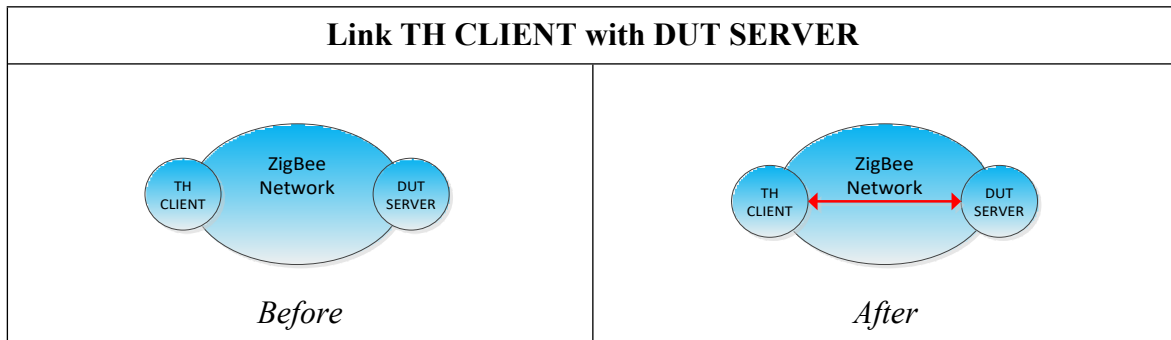 Link TH CLIENT with DUT SERVER
ZigBee
Network
TH
CLIENT
DUT
SERVER
Before
ZigBee
Network
TH
CLIENT
DUT
SERVER
After